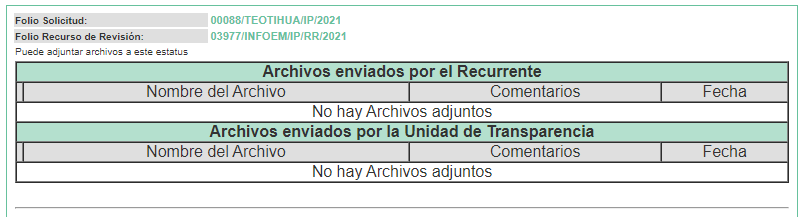 Folio Solicitud: 00088/TEOTIHUA/IP/2021
Folio Recurso de Revisión: 03977/INFOEM/IP/RR/2021
Puede adjuntar archivos a este estatus
Archivos enviados por el Recurrente
Nombre del Archivo Comentarios Fecha
No hay Archivos adjuntos
Archivos enviados por la Unidad de Transparencia
Nombre del Archivo Comentarios Fecha
No hay Archivos adjuntos